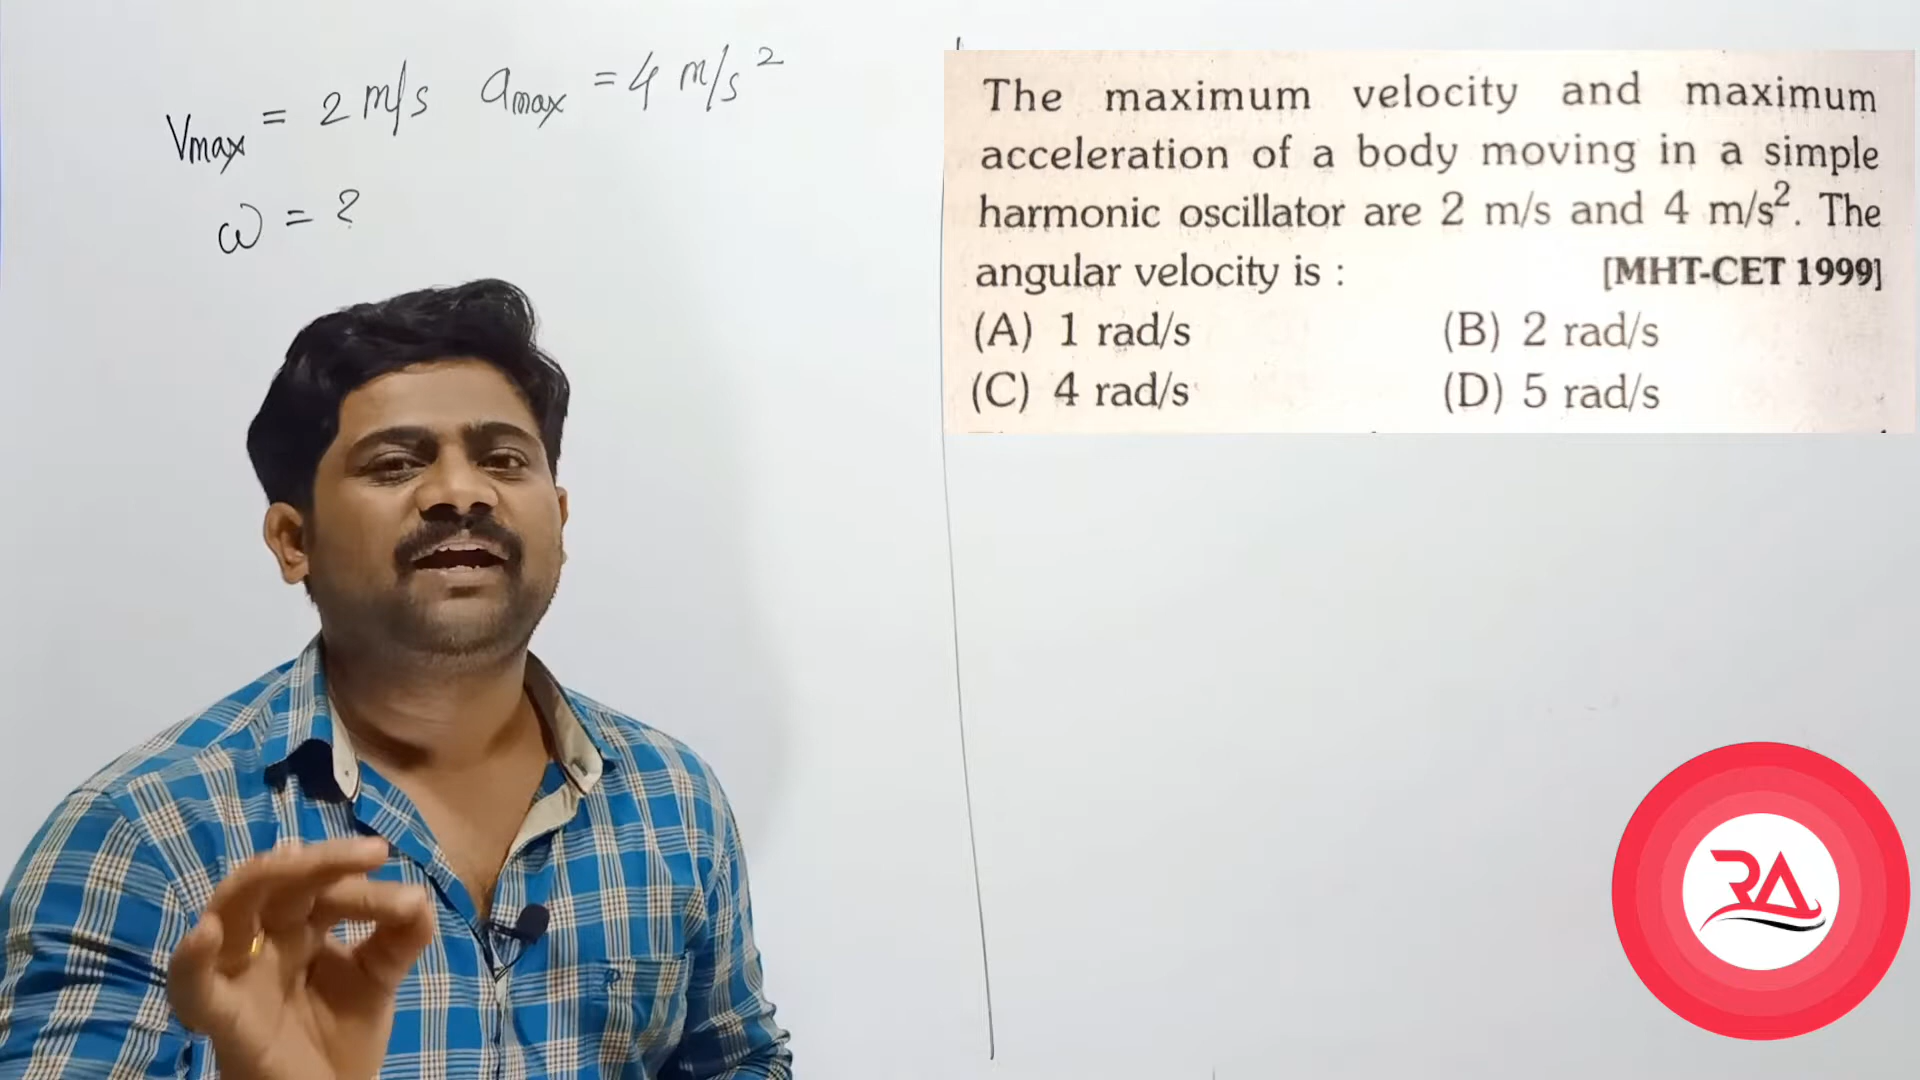 Vmax = 2 m/s amax = 4 m/s²
ω = ?
The maximum velocity and maximum
acceleration of a body moving in a simple
harmonic oscillator are 2 m/s and 4 m/s². The
angular velocity is : [MHT-CET 1999]
(A) 1 rad/s (B) 2 rad/s
(C) 4 rad/s (D) 5 rad/s
RA